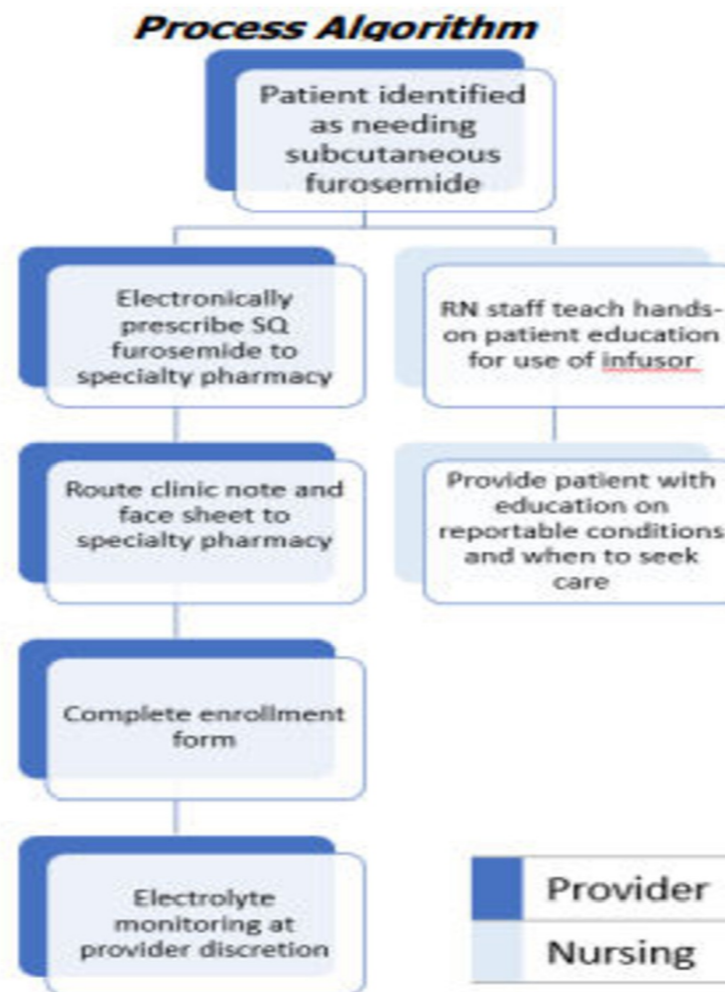 Process Algorithm
Patient identified
as needing
subcutaneous
furosemide
Electronically
prescribe SQ
furosemide to
specialty pharmacy
Route clinic note and
face sheet to
specialty pharmacy
Complete enrollment
form
Electrolyte
monitoring at
provider discretion
RN staff teach hands-
on patient education
for use of infusor
Provide patient with
education on
reportable conditions
and when to seek
care
Provider
Nursing